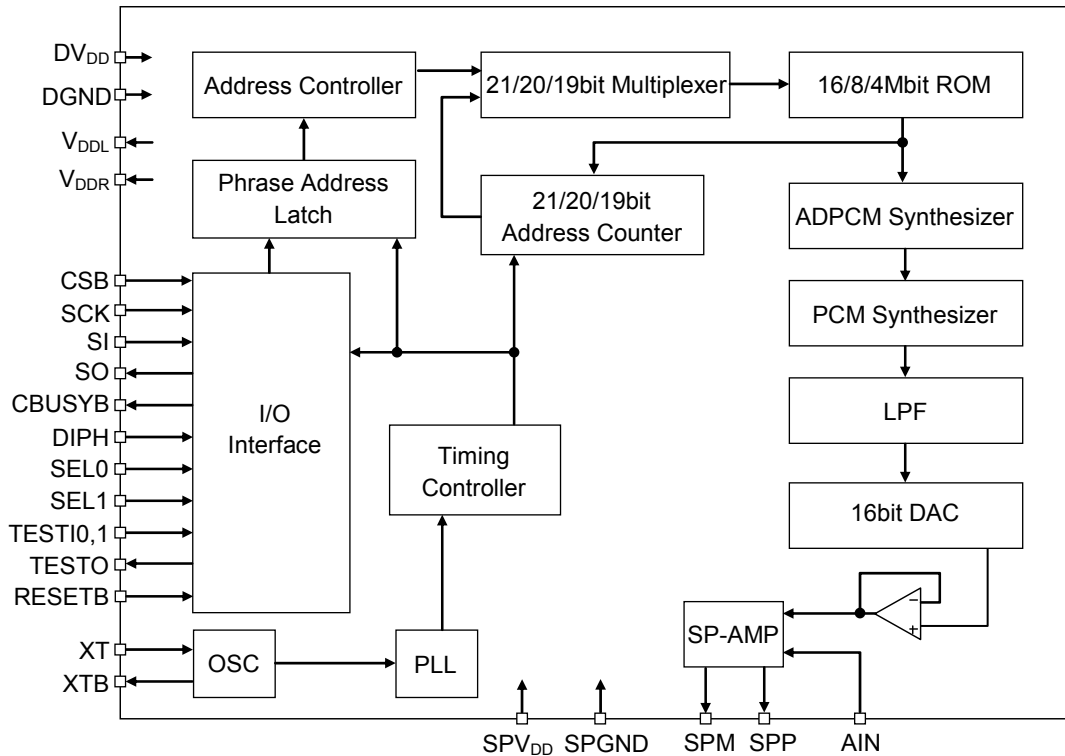 DVDD
DGND
VDDL
VDDR
CSB
SCK
SI
SO
CBUSYB
DIPH
SEL0
SEL1
TESTI0,1
TESTO
RESETB
XT
XTB
Address Controller
21/20/19bit Multiplexer
16/8/4Mbit ROM
Phrase Address
Latch
21/20/19bit
Address Counter
ADPCM Synthesizer
PCM Synthesizer
I/O
Interface
LPF
Timing
Controller
16bit DAC
−
+
SP-AMP
OSC
PLL
SPVDD
SPGND
SPM
SPP
AIN